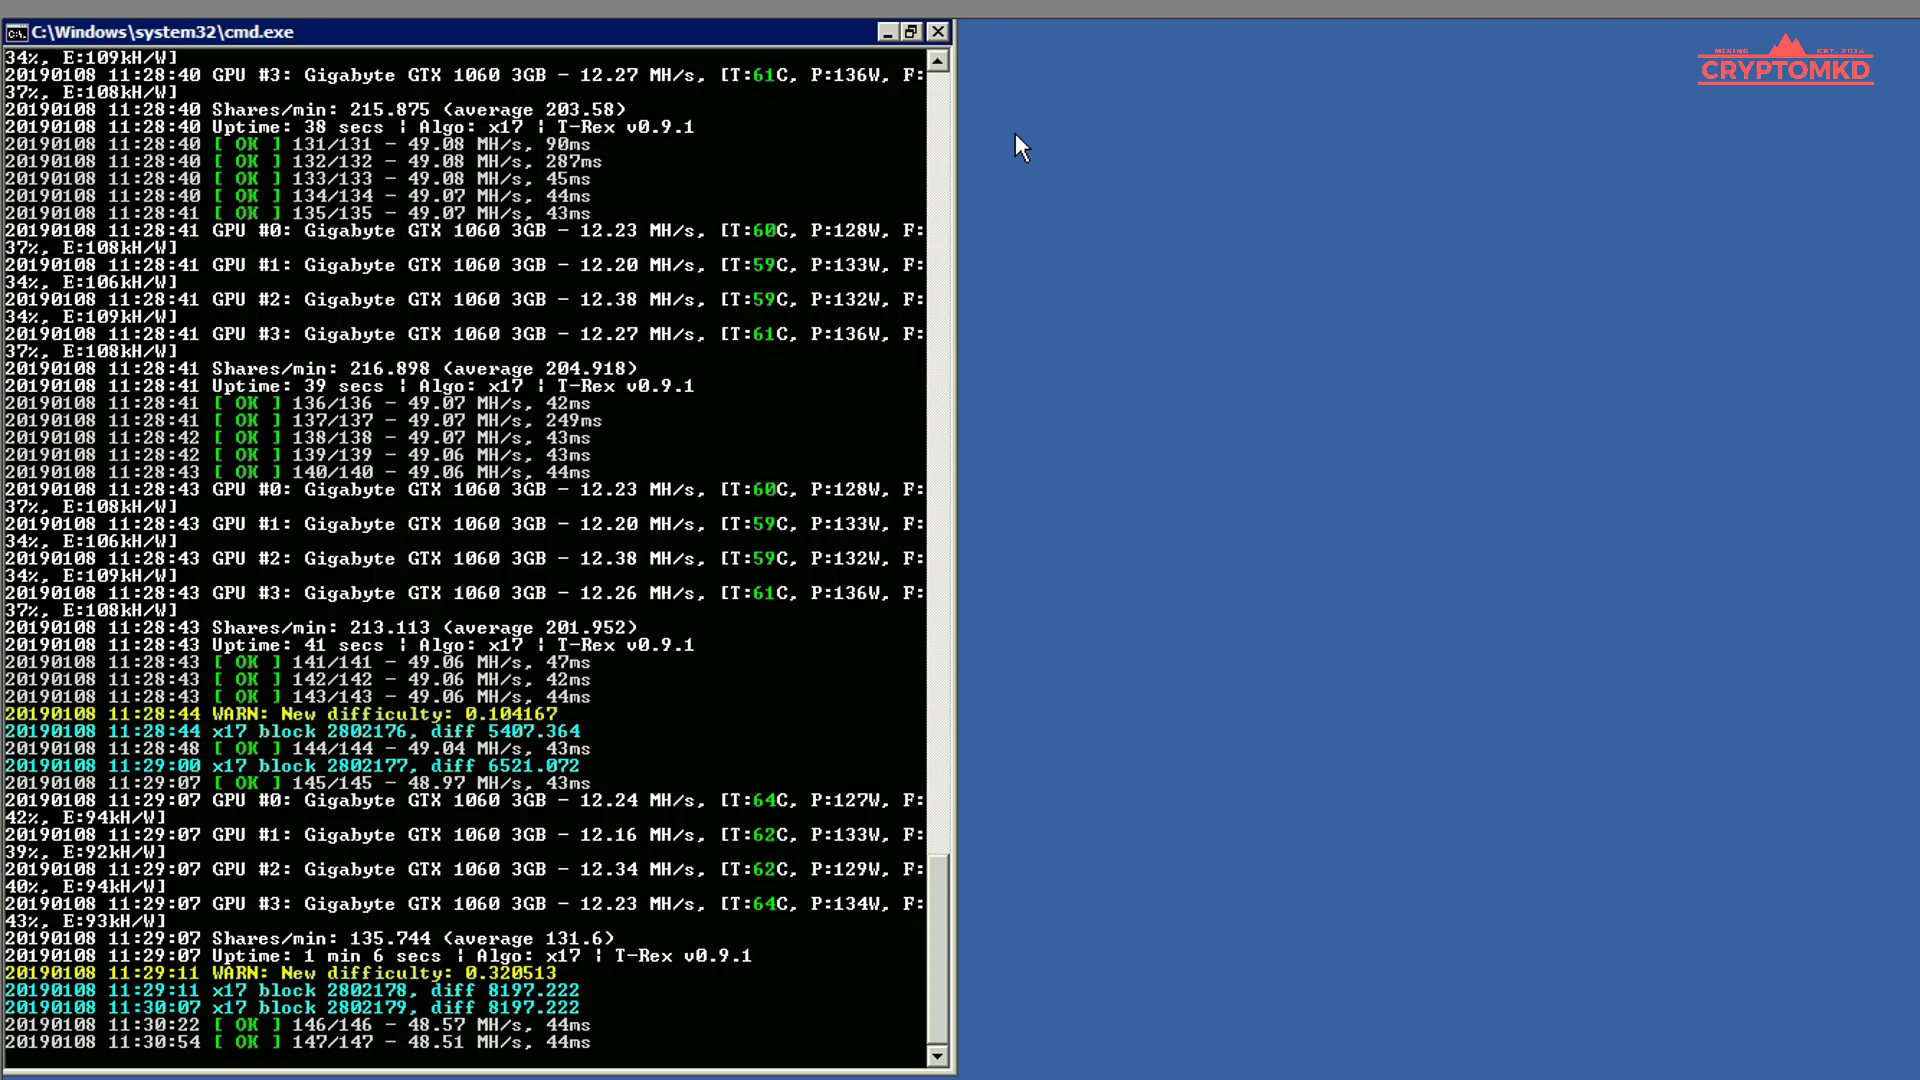 C:\Windows\system32\cmd.exe
34%, E:109kH/W]
20190108 11:28:40 GPU #3: Gigabyte GTX 1060 3GB - 12.27 MH/s, [T:61C, P:136W, F:
37%, E:108kH/W]
20190108 11:28:40 Shares/min: 215.875 (average 203.58)
20190108 11:28:40 Uptime: 38 secs | Algo: x17 | T-Rex v0.9.1
20190108 11:28:40 [ OK ] 131/131 - 49.08 MH/s, 90ms
20190108 11:28:40 [ OK ] 132/132 - 49.08 MH/s, 287ms
20190108 11:28:40 [ OK ] 133/133 - 49.08 MH/s, 45ms
20190108 11:28:40 [ OK ] 134/134 - 49.07 MH/s, 44ms
20190108 11:28:41 [ OK ] 135/135 - 49.07 MH/s, 43ms
20190108 11:28:41 GPU #0: Gigabyte GTX 1060 3GB - 12.23 MH/s, [T:60C, P:128W, F:
37%, E:108kH/W]
20190108 11:28:41 GPU #1: Gigabyte GTX 1060 3GB - 12.20 MH/s, [T:59C, P:133W, F:
34%, E:106kH/W]
20190108 11:28:41 GPU #2: Gigabyte GTX 1060 3GB - 12.38 MH/s, [T:59C, P:132W, F:
34%, E:109kH/W]
20190108 11:28:41 GPU #3: Gigabyte GTX 1060 3GB - 12.27 MH/s, [T:61C, P:136W, F:
37%, E:108kH/W]
20190108 11:28:41 Shares/min: 216.898 (average 204.918)
20190108 11:28:41 Uptime: 39 secs | Algo: x17 | T-Rex v0.9.1
20190108 11:28:41 [ OK ] 136/136 - 49.07 MH/s, 42ms
20190108 11:28:41 [ OK ] 137/137 - 49.07 MH/s, 249ms
20190108 11:28:42 [ OK ] 138/138 - 49.07 MH/s, 43ms
20190108 11:28:42 [ OK ] 139/139 - 49.06 MH/s, 43ms
20190108 11:28:43 [ OK ] 140/140 - 49.06 MH/s, 44ms
20190108 11:28:43 GPU #0: Gigabyte GTX 1060 3GB - 12.23 MH/s, [T:60C, P:128W, F:
37%, E:108kH/W]
20190108 11:28:43 GPU #1: Gigabyte GTX 1060 3GB - 12.20 MH/s, [T:59C, P:133W, F:
34%, E:106kH/W]
20190108 11:28:43 GPU #2: Gigabyte GTX 1060 3GB - 12.38 MH/s, [T:59C, P:132W, F:
34%, E:109kH/W]
20190108 11:28:43 GPU #3: Gigabyte GTX 1060 3GB - 12.26 MH/s, [T:61C, P:136W, F:
37%, E:108kH/W]
20190108 11:28:43 Shares/min: 213.113 (average 201.952)
20190108 11:28:43 Uptime: 41 secs | Algo: x17 | T-Rex v0.9.1
20190108 11:28:43 [ OK ] 141/141 - 49.06 MH/s, 47ms
20190108 11:28:43 [ OK ] 142/142 - 49.06 MH/s, 42ms
20190108 11:28:43 [ OK ] 143/143 - 49.06 MH/s, 44ms
20190108 11:28:44 WARN: New difficulty: 0.104167
20190108 11:28:44 x17 block 2802176, diff 5407.364
20190108 11:28:48 [ OK ] 144/144 - 49.04 MH/s, 43ms
20190108 11:29:00 x17 block 2802177, diff 6521.072
20190108 11:29:07 [ OK ] 145/145 - 48.97 MH/s, 43ms
20190108 11:29:07 GPU #0: Gigabyte GTX 1060 3GB - 12.24 MH/s, [T:64C, P:127W, F:
42%, E:94kH/W]
20190108 11:29:07 GPU #1: Gigabyte GTX 1060 3GB - 12.16 MH/s, [T:62C, P:133W, F:
39%, E:92kH/W]
20190108 11:29:07 GPU #2: Gigabyte GTX 1060 3GB - 12.34 MH/s, [T:62C, P:129W, F:
40%, E:94kH/W]
20190108 11:29:07 GPU #3: Gigabyte GTX 1060 3GB - 12.23 MH/s, [T:64C, P:134W, F:
43%, E:93kH/W]
20190108 11:29:07 Shares/min: 135.744 (average 131.6)
20190108 11:29:07 Uptime: 1 min 6 secs | Algo: x17 | T-Rex v0.9.1
20190108 11:29:11 WARN: New difficulty: 0.320513
20190108 11:29:11 x17 block 2802178, diff 8197.222
20190108 11:30:07 x17 block 2802179, diff 8197.222
20190108 11:30:22 [ OK ] 146/146 - 48.57 MH/s, 44ms
20190108 11:30:54 [ OK ] 147/147 - 48.51 MH/s, 44ms
MINING EST. 2014
CRYPTOMKD